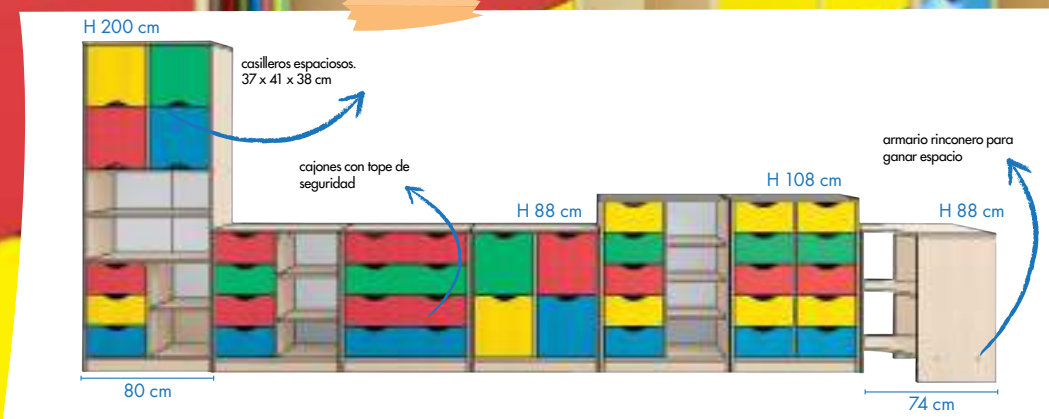 H 200 cm
casilleros espaciosos.
37 x 41 x 38 cm
cajones con tope de
seguridad
H 88 cm
H 108 cm
armario rinconero para
ganar espacio
H 88 cm
80 cm
74 cm